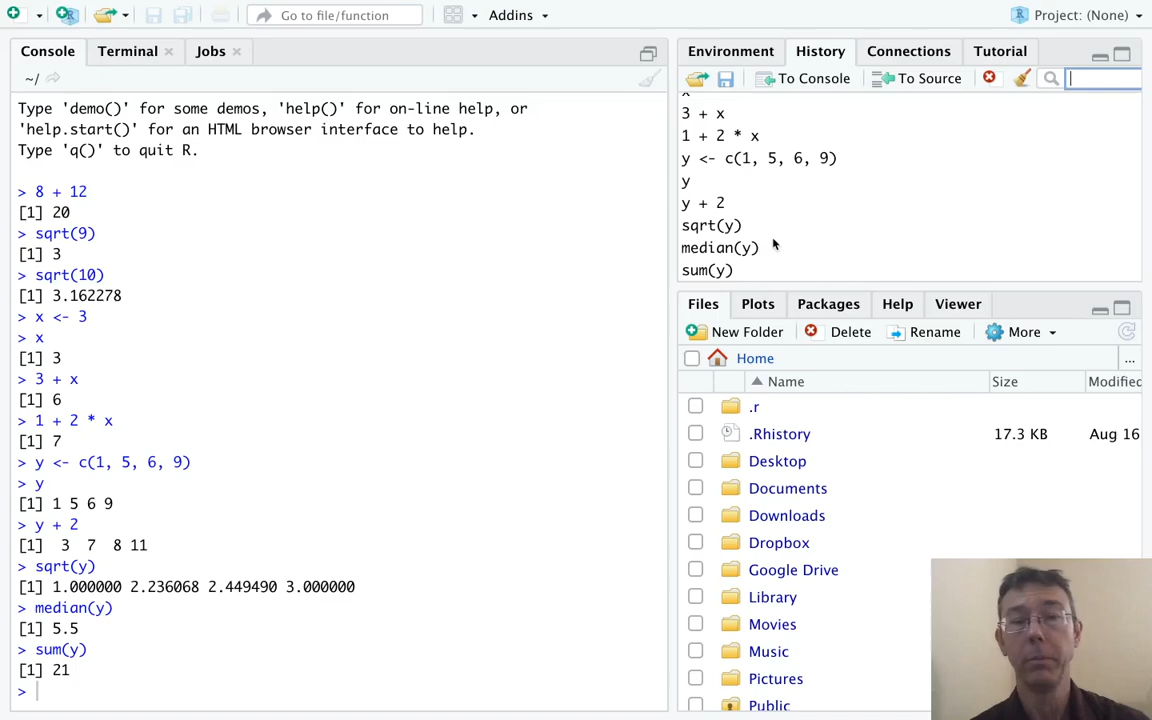 Go to file/function
Addins
Project: (None)
Console
Terminal
Jobs
~/
Type 'demo()' for some demos, 'help()' for on-line help, or
'help.start()' for an HTML browser interface to help.
Type 'q()' to quit R.
> 8 + 12
[1] 20
> sqrt(9)
[1] 3
> sqrt(10)
[1] 3.162278
> x <- 3
> x
[1] 3
> 3 + x
[1] 6
> 1 + 2 * x
[1] 7
> y <- c(1, 5, 6, 9)
> y
[1] 1 5 6 9
> y + 2
[1]  3  7  8 11
> sqrt(y)
[1] 1.000000 2.236068 2.449490 3.000000
> median(y)
[1] 5.5
> sum(y)
[1] 21
>
Environment
History
Connections
Tutorial
To Console
To Source
x
3 + x
1 + 2 * x
y <- c(1, 5, 6, 9)
y
y + 2
sqrt(y)
median(y)
sum(y)
Files
Plots
Packages
Help
Viewer
New Folder
Delete
Rename
More
Home
...
Name
Size
Modified
.r
.Rhistory 17.3 KB Aug 16
Desktop
Documents
Downloads
Dropbox
Google Drive
Library
Movies
Music
Pictures
Public